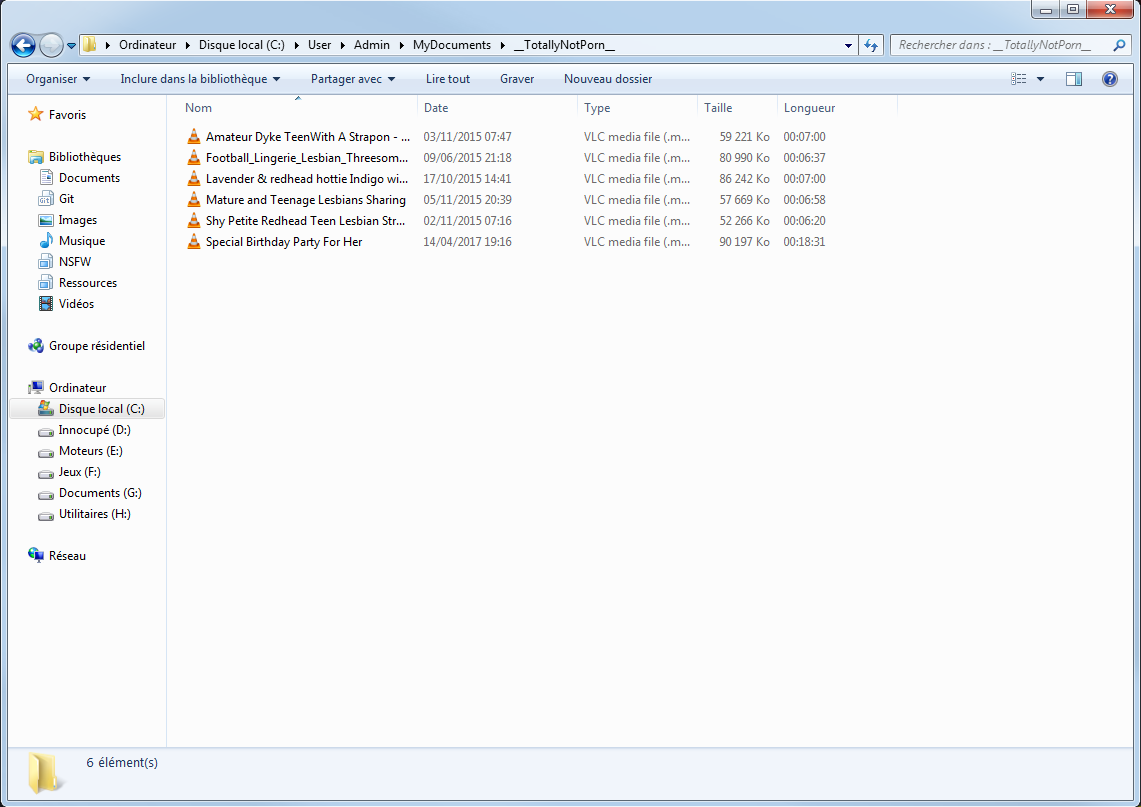 Ordinateur Disque local (C:) User Admin MyDocuments __TotallyNotPorn__ Rechercher dans : __TotallyNotPorn__
Organiser Inclure dans la bibliothèque Partager avec Lire tout Graver Nouveau dossier
Favoris
Bibliothèques
Documents
Git
Images
Musique
NSFW
Ressources
Vidéos
Groupe résidentiel
Ordinateur
Disque local (C:)
Innocupé (D:)
Moteurs (E:)
Jeux (F:)
Documents (G:)
Utilitaires (H:)
Réseau
Nom Date Type Taille Longueur
Amateur Dyke TeenWith A Strapon - ... 03/11/2015 07:47 VLC media file (.m... 59 221 Ko 00:07:00
Football_Lingerie_Lesbian_Threesom... 09/06/2015 21:18 VLC media file (.m... 80 990 Ko 00:06:37
Lavender & redhead hottie Indigo wi... 17/10/2015 14:41 VLC media file (.m... 86 242 Ko 00:07:00
Mature and Teenage Lesbians Sharing 05/11/2015 20:39 VLC media file (.m... 57 669 Ko 00:06:58
Shy Petite Redhead Teen Lesbian Str... 02/11/2015 07:16 VLC media file (.m... 52 266 Ko 00:06:20
Special Birthday Party For Her 14/04/2017 19:16 VLC media file (.m... 90 197 Ko 00:18:31
6 élément(s)